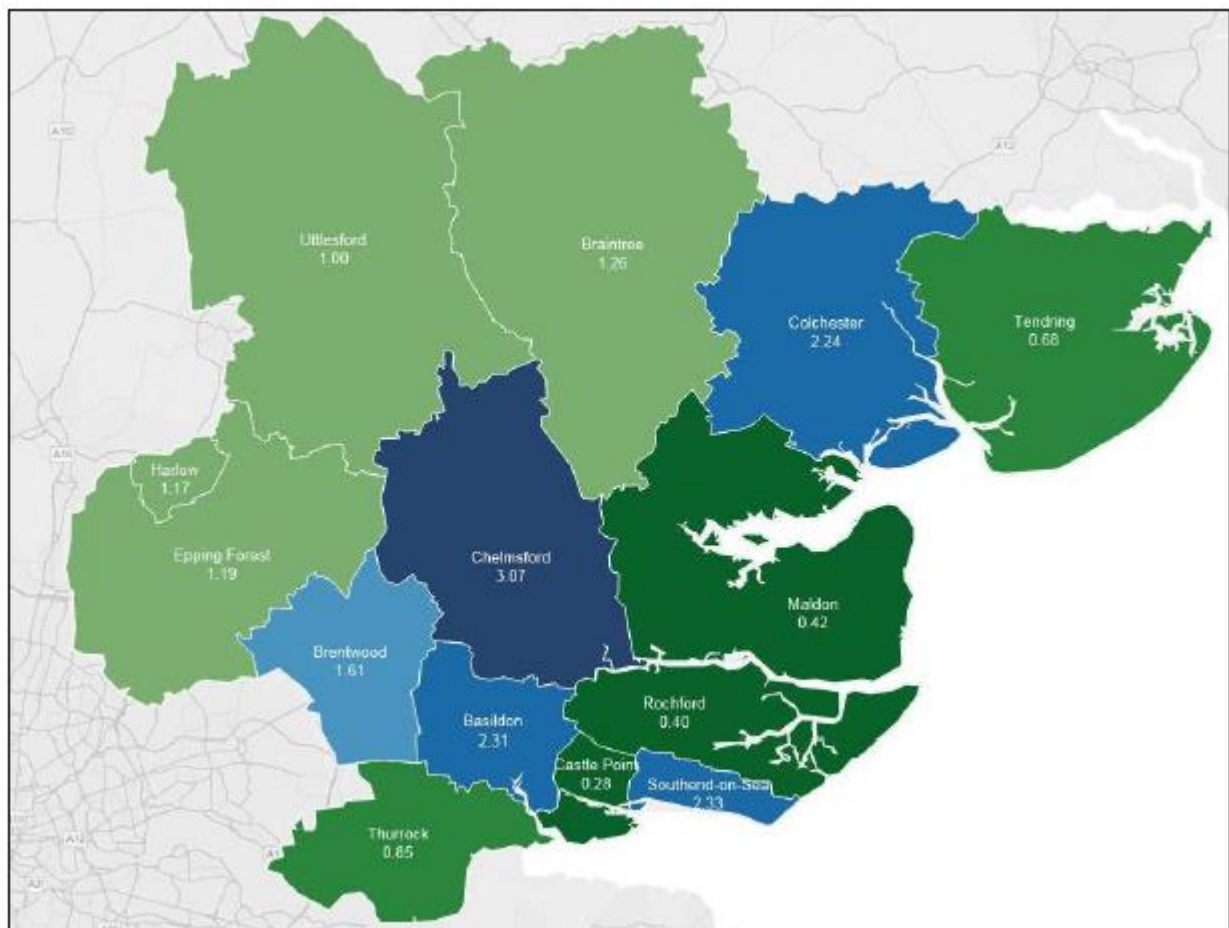 A10
A12
Uttlesford
1.00
Braintree
1.26
Colchester
2.24
Tendring
0.68
Harlow
1.17
Epping Forest
1.19
Chelmsford
3.07
Maldon
0.42
Brentwood
1.61
Basildon
2.31
Rochford
0.40
Castle Point
0.28
Southend-on-Sea
2.33
Thurrock
0.85